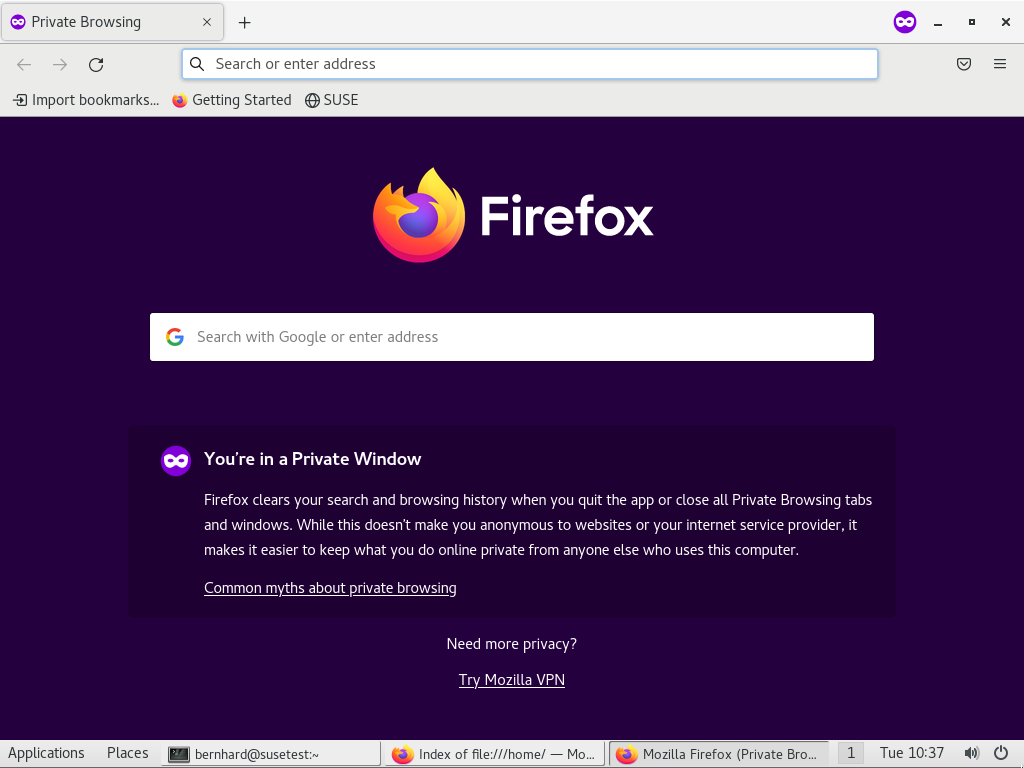 Private Browsing
Search or enter address
Import bookmarks... Getting Started SUSE
Firefox
Search with Google or enter address
You're in a Private Window
Firefox clears your search and browsing history when you quit the app or close all Private Browsing tabs
and windows. While this doesn't make you anonymous to websites or your internet service provider, it
makes it easier to keep what you do online private from anyone else who uses this computer.
Common myths about private browsing
Need more privacy?
Try Mozilla VPN
Applications Places bernhard@susetest:~ Index of file:///home/ — Mo... Mozilla Firefox (Private Bro... 1 Tue 10:37